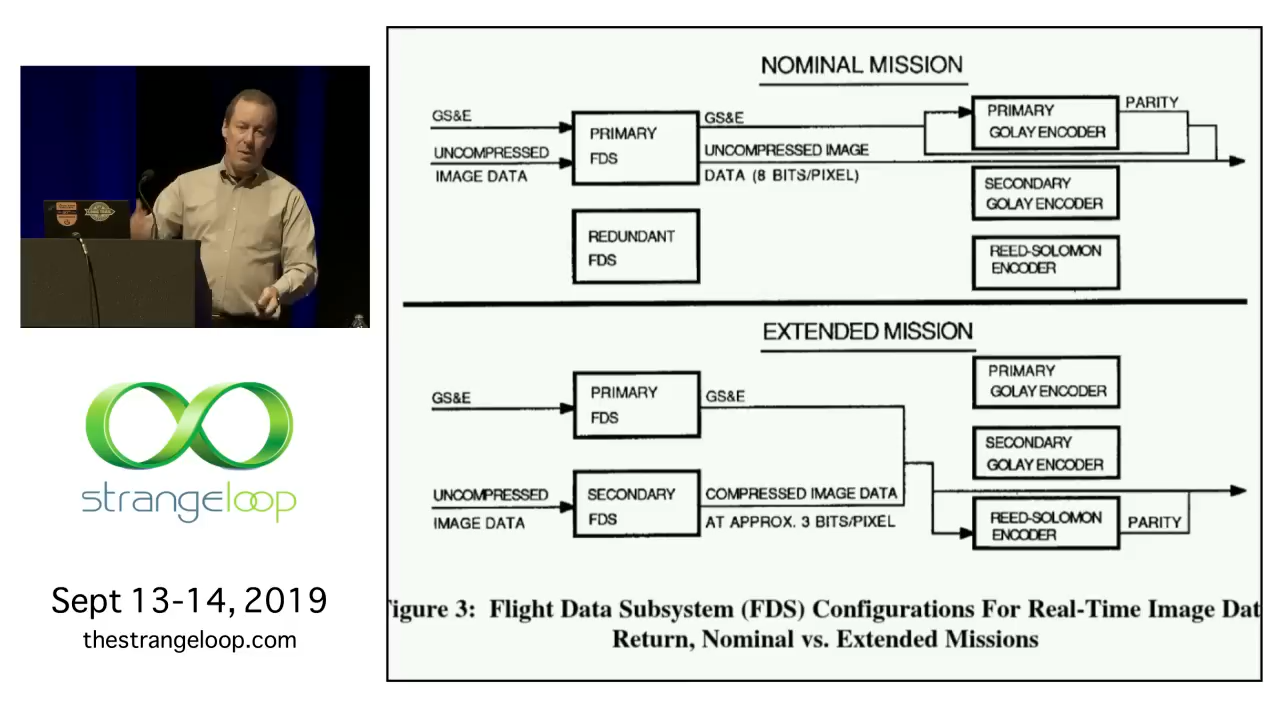 strangeloop
Sept 13-14, 2019
thestrangeloop.com
NOMINAL MISSION
GS&E
UNCOMPRESSED
IMAGE DATA
PRIMARY
FDS
GS&E
UNCOMPRESSED IMAGE
DATA (8 BITS/PIXEL)
PRIMARY
GOLAY ENCODER
PARITY
SECONDARY
GOLAY ENCODER
REDUNDANT
FDS
REED-SOLOMON
ENCODER
EXTENDED MISSION
GS&E
PRIMARY
FDS
GS&E
PRIMARY
GOLAY ENCODER
SECONDARY
GOLAY ENCODER
UNCOMPRESSED
IMAGE DATA
SECONDARY
FDS
COMPRESSED IMAGE DATA
AT APPROX. 3 BITS/PIXEL
REED-SOLOMON
ENCODER
PARITY
igure 3: Flight Data Subsystem (FDS) Configurations For Real-Time Image Dat
Return, Nominal vs. Extended Missions